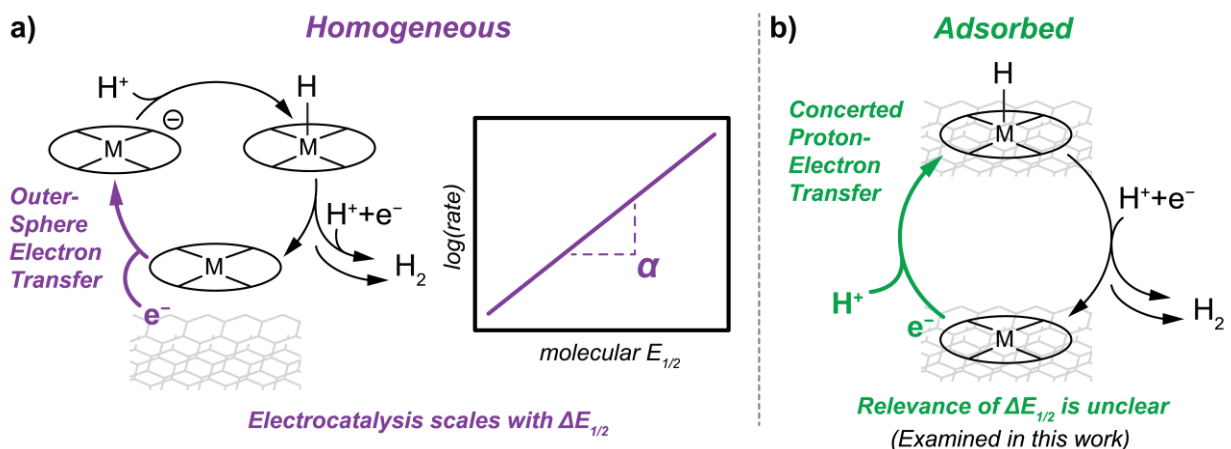 a)
Homogeneous
H⁺
⊖
M
H
M
Outer-
Sphere
Electron
Transfer
M
H⁺+e⁻
H₂
e⁻
log(rate)
α
molecular E₁/₂
Electrocatalysis scales with ΔE₁/₂
b)
Adsorbed
H
M
Concerted
Proton-
Electron
Transfer
H⁺+e⁻
H⁺
e⁻
M
H₂
Relevance of ΔE₁/₂ is unclear
(Examined in this work)